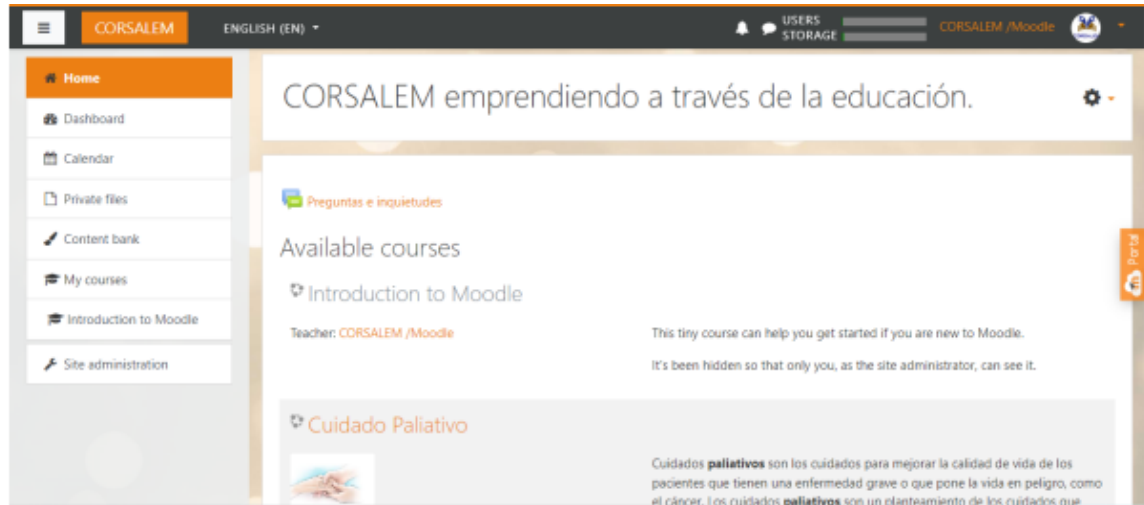 CORSALEM
ENGLISH (EN)
USERS
STORAGE
CORSALEM /Moodle
Home
Dashboard
Calendar
Private files
Content bank
My courses
Introduction to Moodle
Site administration
CORSALEM emprendiendo a través de la educación.
Preguntas e inquietudes
Available courses
Introduction to Moodle
Teacher: CORSALEM /Moodle
This tiny course can help you get started if you are new to Moodle.
It's been hidden so that only you, as the site administrator, can see it.
Cuidado Paliativo
Cuidados paliativos son los cuidados para mejorar la calidad de vida de los
pacientes que tienen una enfermedad grave o que pone la vida en peligro, como
el cáncer. Los cuidados paliativos son un planteamiento de los cuidados que
Portal